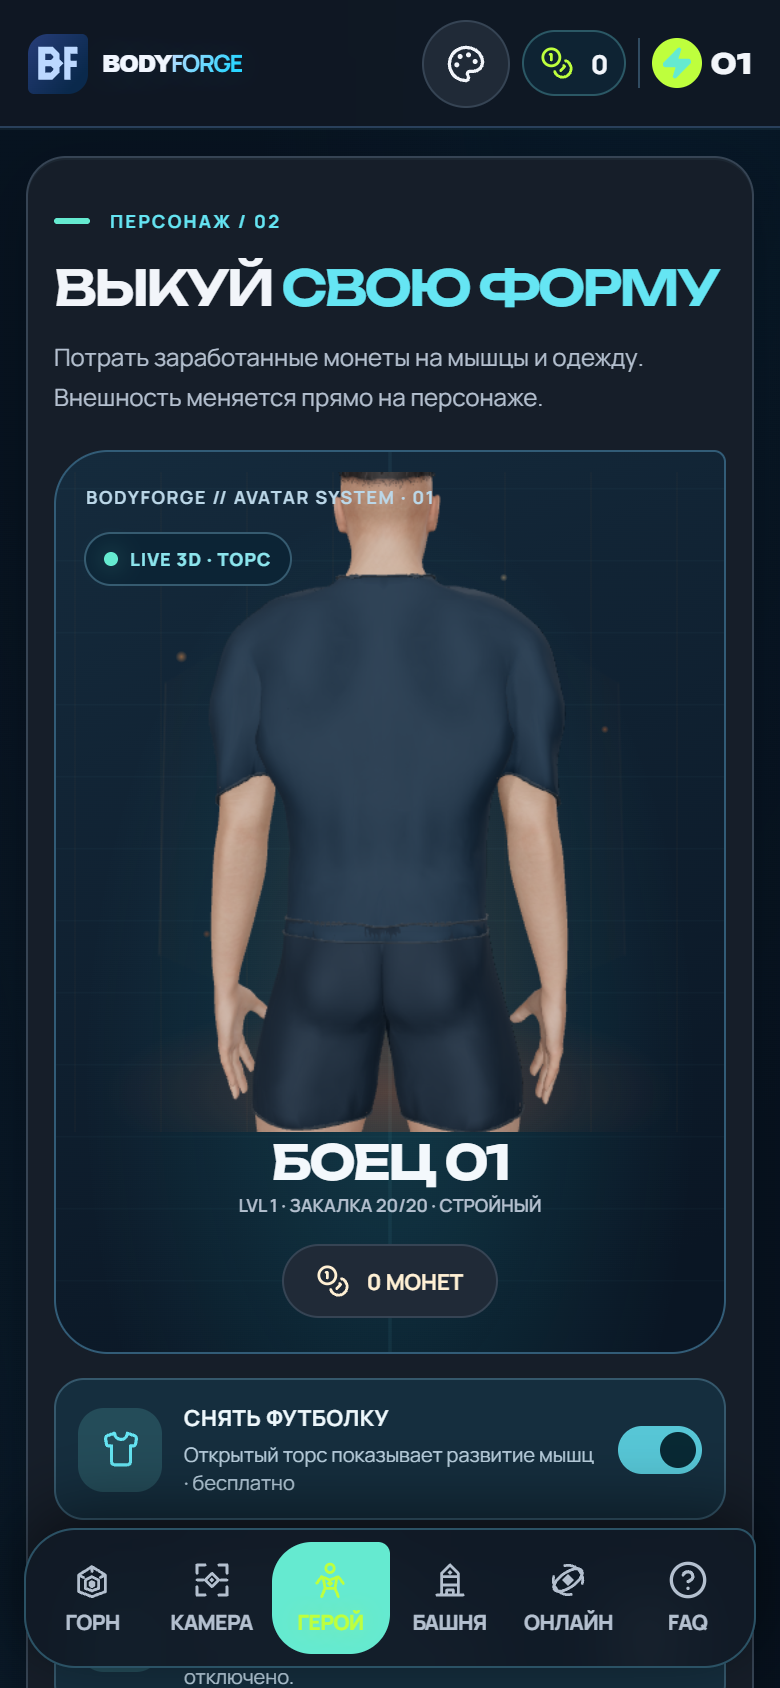 BF BODYFORGE 0 01
ПЕРСОНАЖ / 02
ВЫКУЙ СВОЮ ФОРМУ
Потрать заработанные монеты на мышцы и одежду.
Внешность меняется прямо на персонаже.
BODYFORGE // AVATAR SYSTEM · 01
LIVE 3D · ТОРС
БОЕЦ 01
LVL 1 · ЗАКАЛКА 20/20 · СТРОЙНЫЙ
0 МОНЕТ
СНЯТЬ ФУТБОЛКУ
Открытый торс показывает развитие мышц
· бесплатно
ГОРН КАМЕРА ГЕРОЙ БАШНЯ ОНЛАЙН FAQ
отключено.